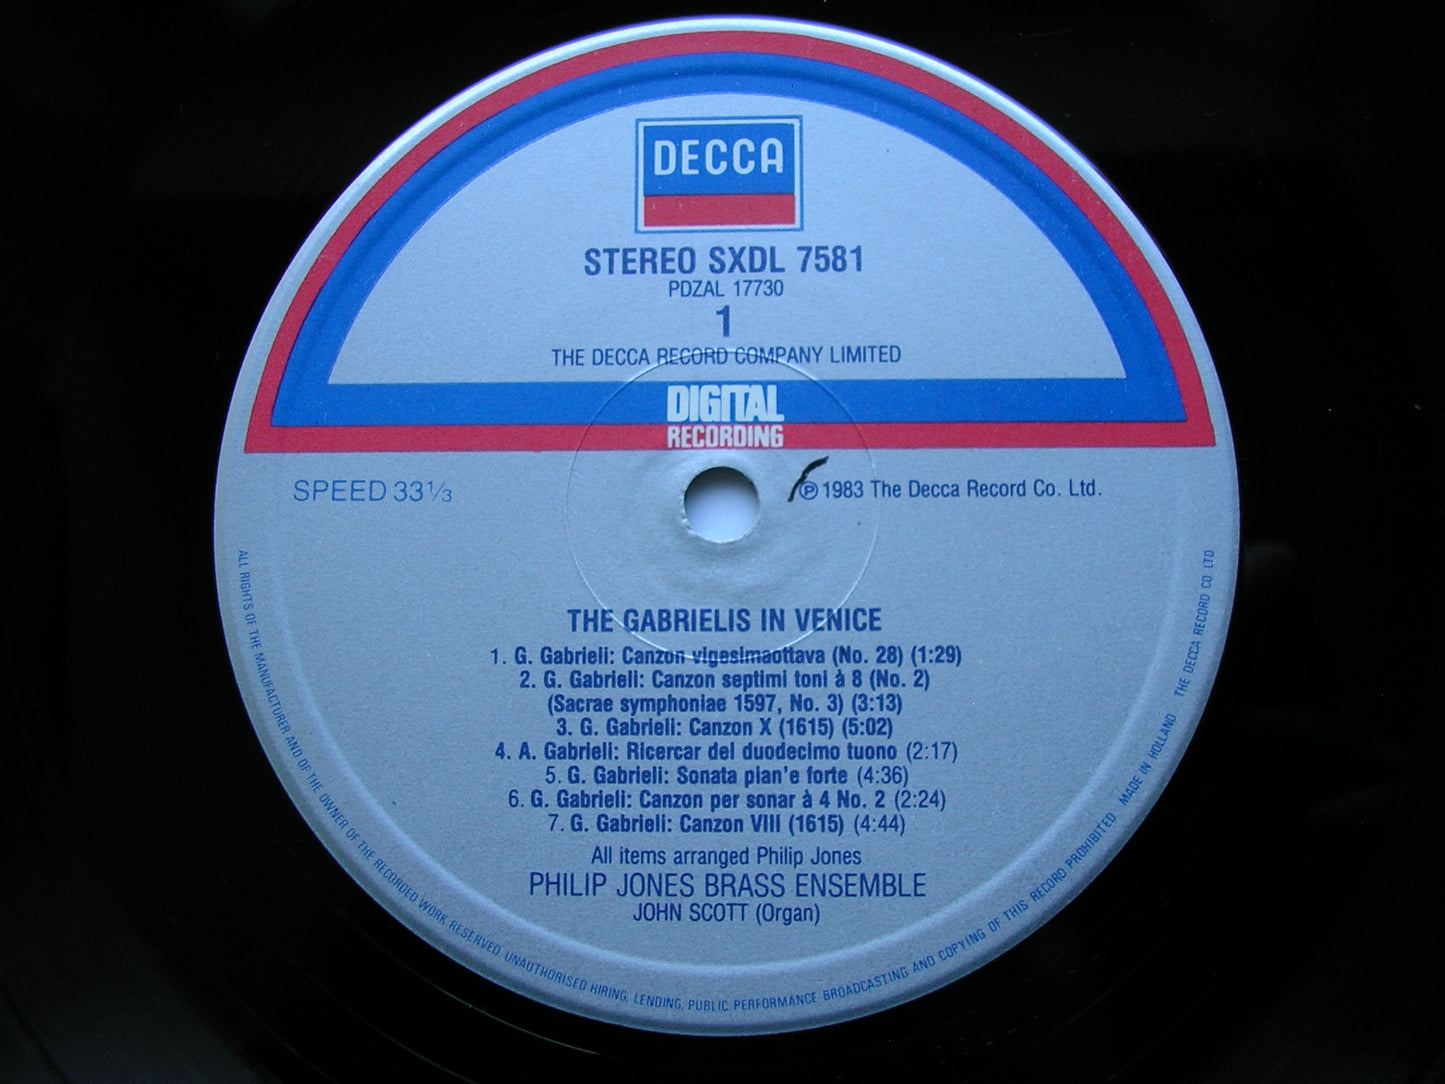 DECCA
STEREO SXDL 7581
PDZAL 17730
1
THE DECCA RECORD COMPANY LIMITED
DIGITAL
RECORDING
SPEED 33⅓
℗ 1983 The Decca Record Co. Ltd.
THE GABRIELIS IN VENICE
1. G. Gabrieli: Canzon vigesimaottava (No. 28) (1:29)
2. G. Gabrieli: Canzon septimi toni à 8 (No. 2)
(Sacrae symphoniae 1597, No. 3) (3:13)
3. G. Gabrieli: Canzon X (1615) (5:02)
4. A. Gabrieli: Ricercar del duodecimo tuono (2:17)
5. G. Gabrieli: Sonata pian'e forte (4:36)
6. G. Gabrieli: Canzon per sonar à 4 No. 2 (2:24)
7. G. Gabrieli: Canzon VIII (1615) (4:44)
All items arranged Philip Jones
PHILIP JONES BRASS ENSEMBLE
JOHN SCOTT (Organ)
ALL RIGHTS OF THE MANUFACTURER AND OF THE OWNER OF THE RECORDED WORK RESERVED. UNAUTHORISED HIRING, LENDING, PUBLIC PERFORMANCE BROADCASTING AND COPYING OF THIS RECORD PROHIBITED MADE IN HOLLAND THE DECCA RECORD CO. LTD.